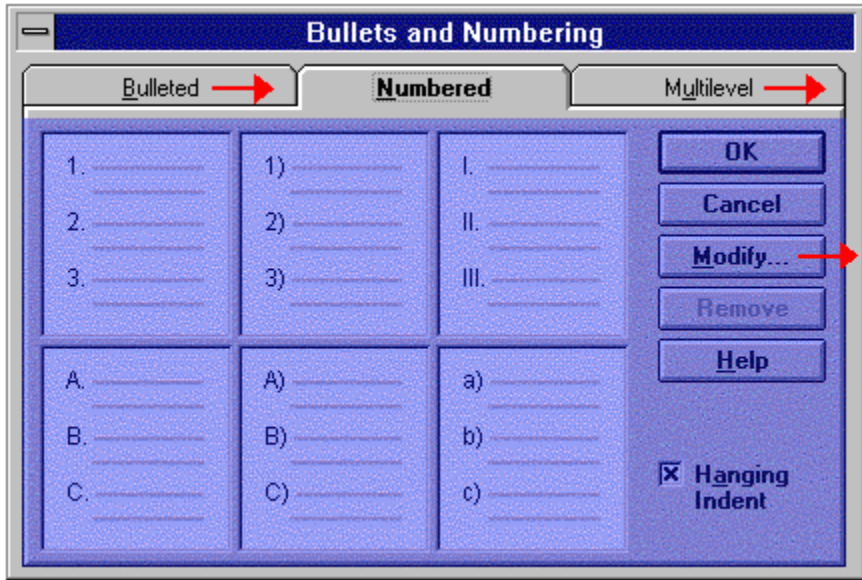 Bullets and Numbering
Bulleted
Numbered
Multilevel
1.
2.
3.
1)
2)
3)
I.
II.
III.
A.
B.
C.
A)
B)
C)
a)
b)
c)
OK
Cancel
Modify...
Remove
Help
Hanging
Indent